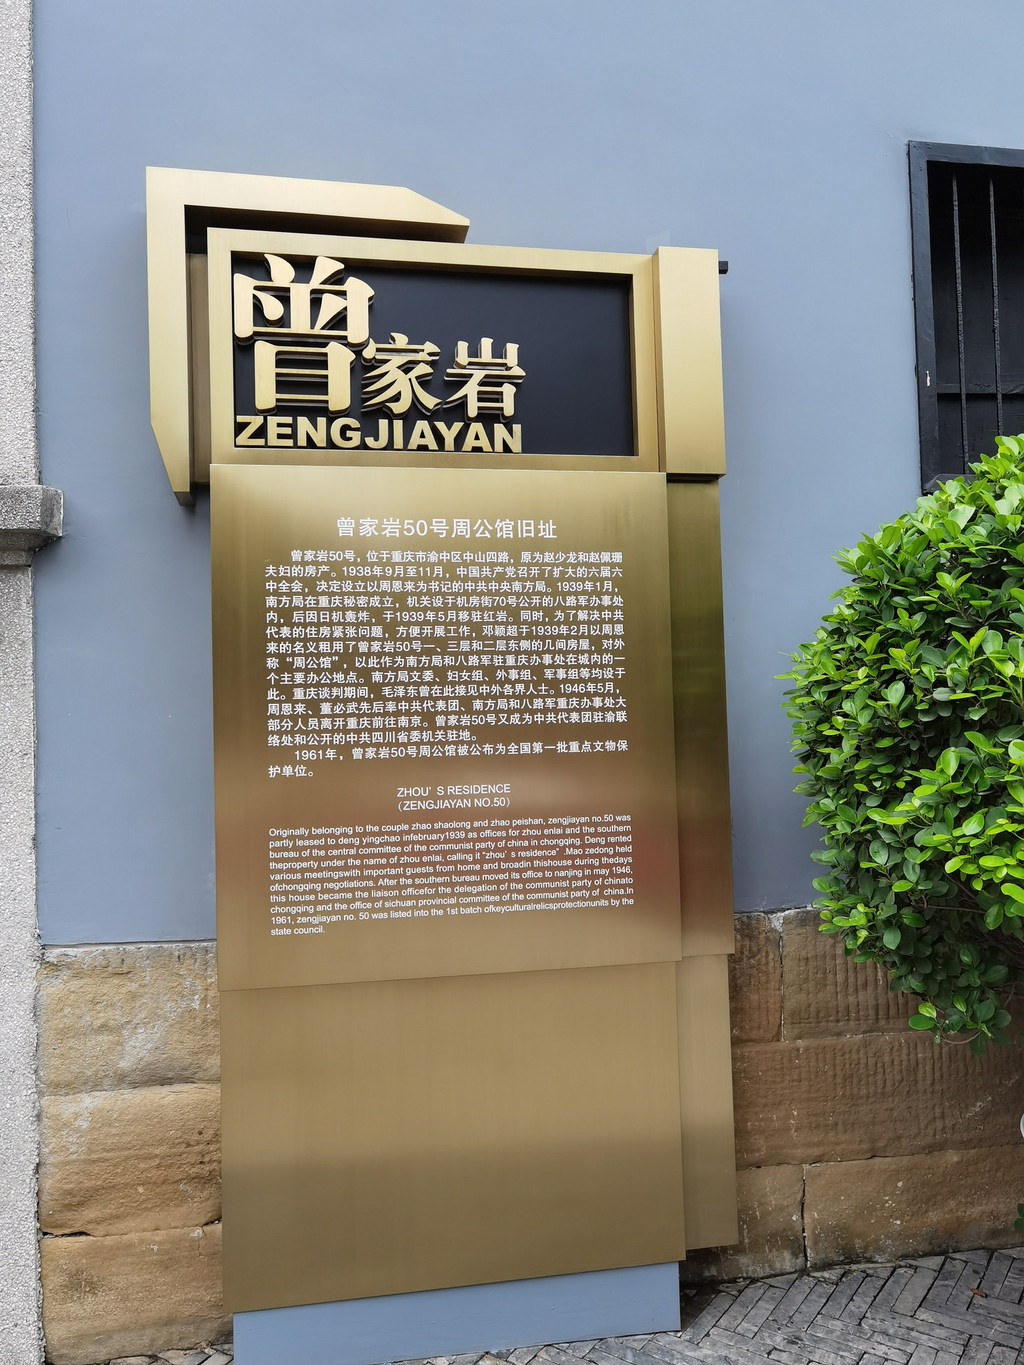 曾家岩
ZENGJIAYAN
曾家岩50号周公馆旧址
曾家岩50号，位于重庆市渝中区中山四路，原为赵少龙和赵佩珊
夫妇的房产。1938年9月至11月，中国共产党召开了扩大的六届六
中全会，决定设立以周恩来为书记的中共中央南方局。1939年1月，
南方局在重庆秘密成立，机关设于机房街70号公开的八路军办事处
内，后因日机轰炸，于1939年5月移驻红岩。同时，为了解决中共
代表的住房紧张问题，方便开展工作，邓颖超于1939年2月以周恩
来的名义租用了曾家岩50号一、三层和二层东侧的几间房屋，对外
称“周公馆”，以此作为南方局和八路军驻重庆办事处在城内的一
个主要办公地点。南方局文委、妇女组、外事组、军事组等均设于
此。重庆谈判期间，毛泽东曾在此接见中外各界人士。1946年5月，
周恩来、董必武先后率中共代表团、南方局和八路军重庆办事处大
部分人员离开重庆前往南京。曾家岩50号又成为中共代表团驻渝联
络处和公开的中共四川省委机关驻地。
1961年，曾家岩50号周公馆被公布为全国第一批重点文物保
护单位。
ZHOU’S RESIDENCE
（ZENGJIAYAN NO.50）
Originally belonging to the couple zhao shaolong and zhao peishan, zengjiayan no.50 was
partly leased to deng yingchao infebruary1939 as offices for zhou enlai and the southern
bureau of the central committee of the communist party of china in chongqing. Deng rented
theproperty under the name of zhou enlai, calling it “zhou’s residence” .Mao zedong held
various meetingswith important guests from home and broadin thishouse during thedays
ofchongqing negotiations. After the southern bureau moved its office to nanjing in may 1946,
this house became the liaison officefor the delegation of the communist party of chinato
chongqing and the office of sichuan provincial committee of the communist party of china.In
1961, zengjiayan no. 50 was listed into the 1st batch ofkeyculturalrelicsprotectionunits by the
state council.